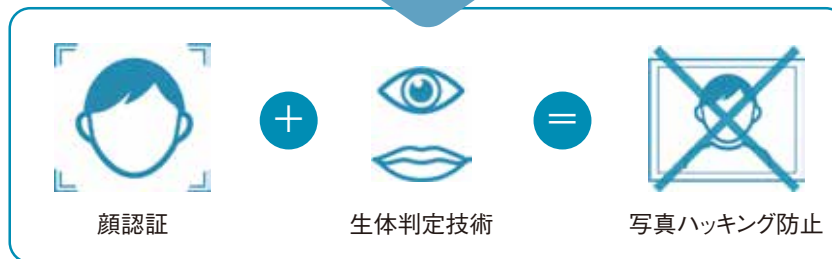 顔認証
+
生体判定技術
=
写真ハッキング防止